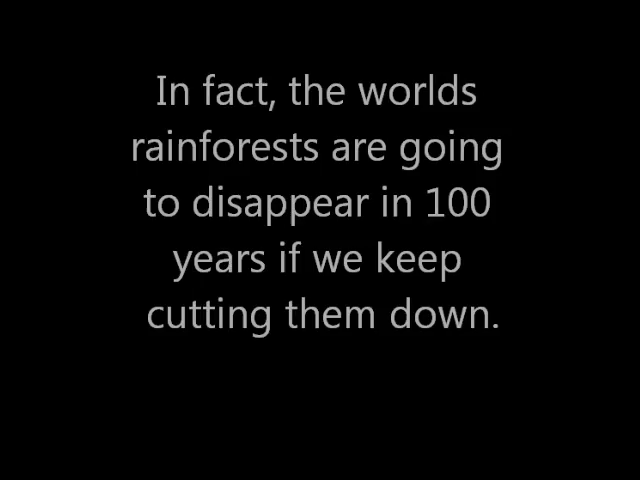 In fact, the worlds
rainforests are going
to disappear in 100
years if we keep
cutting them down.